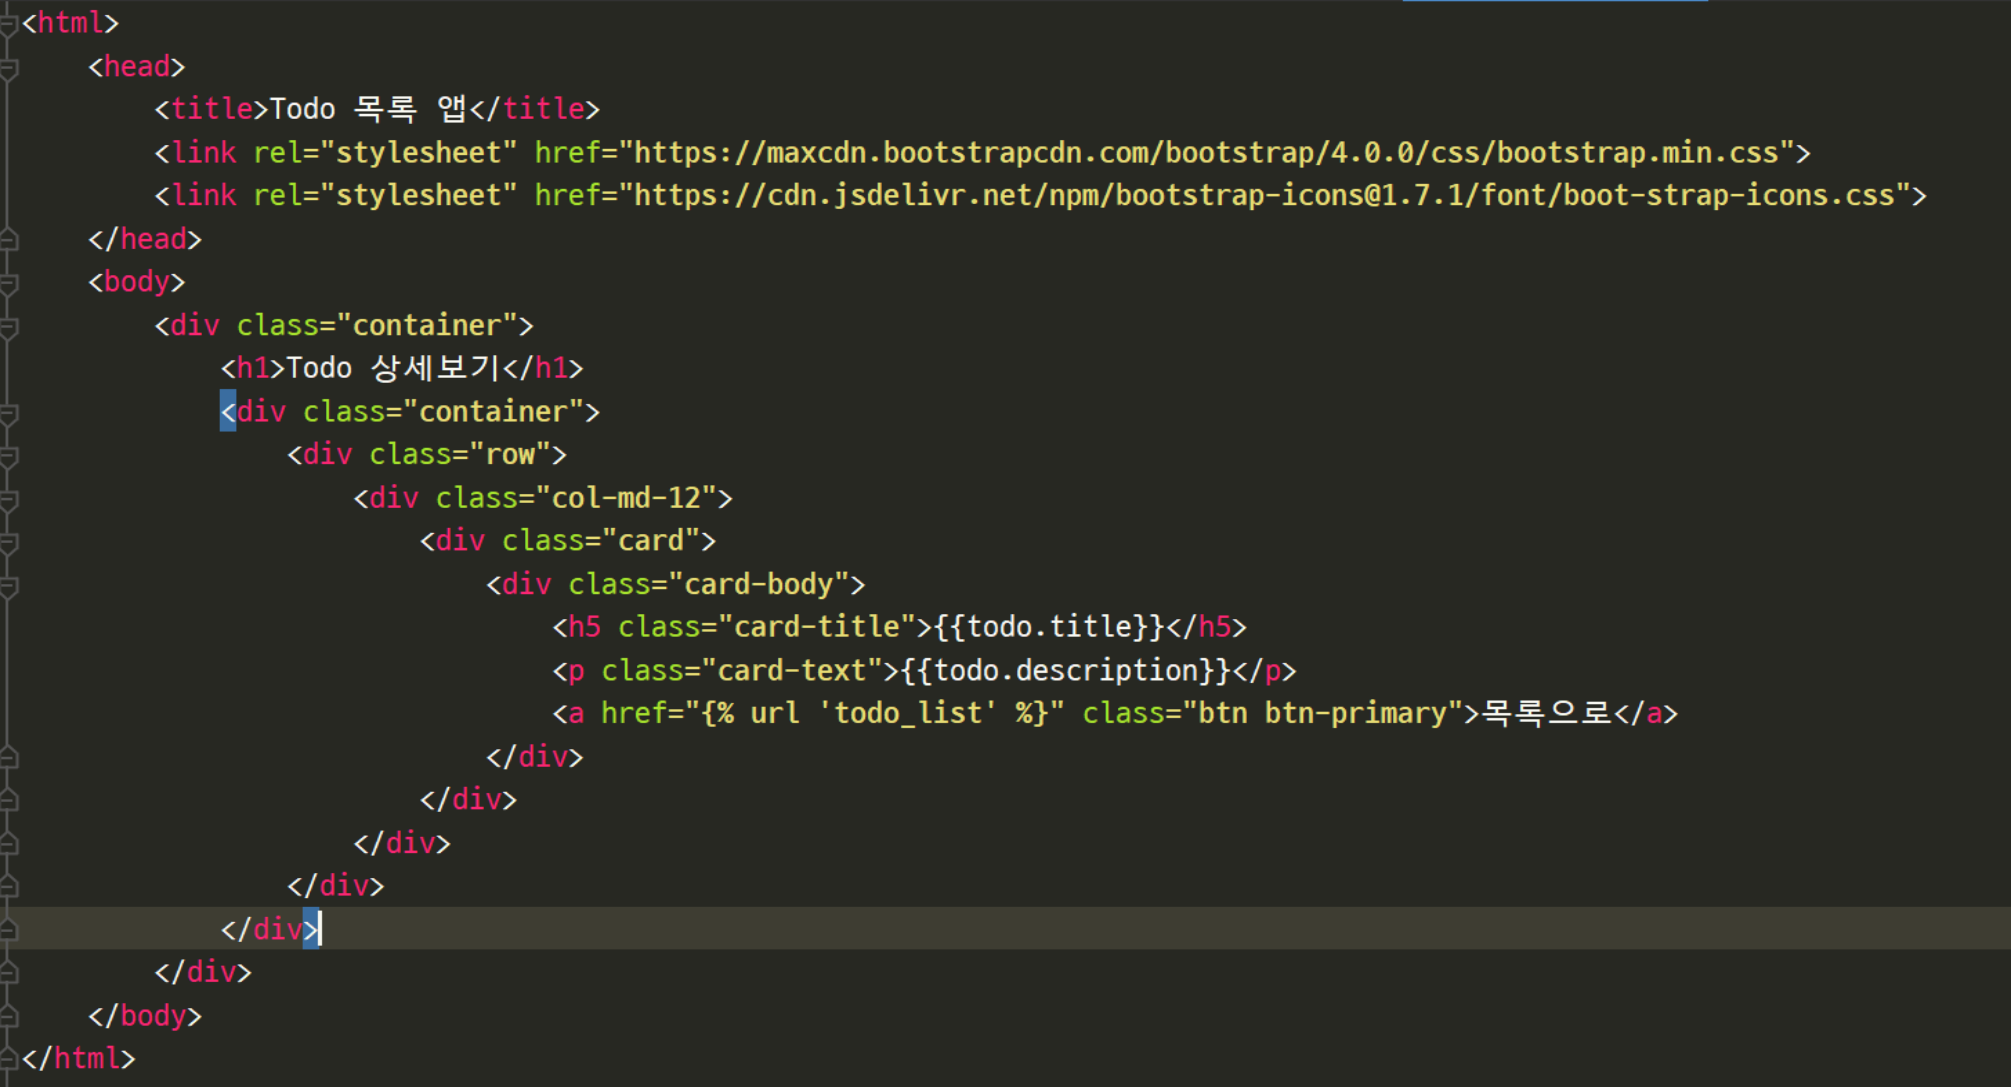 <html>
    <head>
        <title>Todo 목록 앱</title>
        <link rel="stylesheet" href="https://maxcdn.bootstrapcdn.com/bootstrap/4.0.0/css/bootstrap.min.css">
        <link rel="stylesheet" href="https://cdn.jsdelivr.net/npm/bootstrap-icons@1.7.1/font/boot-strap-icons.css">
    </head>
    <body>
        <div class="container">
            <h1>Todo 상세보기</h1>
            <div class="container">
                <div class="row">
                    <div class="col-md-12">
                        <div class="card">
                            <div class="card-body">
                                <h5 class="card-title">{{todo.title}}</h5>
                                <p class="card-text">{{todo.description}}</p>
                                <a href="{% url 'todo_list' %}" class="btn btn-primary">목록으로</a>
                            </div>
                        </div>
                    </div>
                </div>
            </div>
        </div>
    </body>
</html>